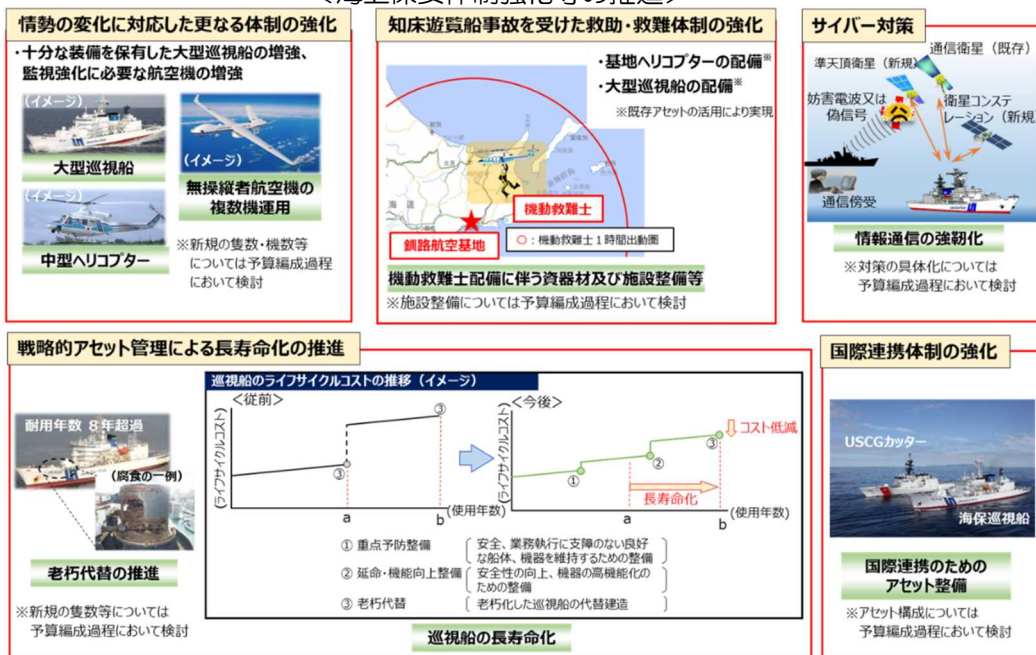 ＜海上保安体制強化等の推進＞
情勢の変化に対応した更なる体制の強化
・十分な装備を保有した大型巡視船の増強、
監視強化に必要な航空機の増強
(イメージ)
大型巡視船
(イメージ)
無操縦者航空機の
複数機運用
(イメージ)
中型ヘリコプター
※新規の隻数・機数等
については予算編成過程
において検討
知床遊覧船事故を受けた救助・救難体制の強化
・基地ヘリコプターの配備※
・大型巡視船の配備※
※既存アセットの活用により実現
海
道
機動救難士
釧路航空基地
○：機動救難士１時間出動圏
機動救難士配備に伴う資器材及び施設整備等
※施設整備については予算編成過程において検討
サイバー対策
通信衛星（既存）
準天頂衛星（新規）
妨害電波又は
偽信号
衛星コンステ
レーション（新規）
通信傍受
情報通信の強靭化
※対策の具体化については
予算編成過程において検討
戦略的アセット管理による長寿命化の推進
耐用年数 ８年超過
(腐食の一例)
老朽代替の推進
※新規の隻数等については
予算編成過程において検討
巡視船のライフサイクルコストの推移（イメージ）
＜従前＞
(ライフサイクルコスト)
③
③
a
b
(使用年数)
＜今後＞
(ライフサイクルコスト)
①
②
③
コスト低減
長寿命化
a
b
(使用年数)
① 重点予防整備
安全、業務執行に支障のない良好
な船体、機器を維持するための整備
② 延命・機能向上整備
安全性の向上、機器の高機能化の
ための整備
③ 老朽代替
老朽化した巡視船の代替建造
巡視船の長寿命化
国際連携体制の強化
USCGカッター
海保巡視船
国際連携のための
アセット整備
※アセット構成については
予算編成過程において検討